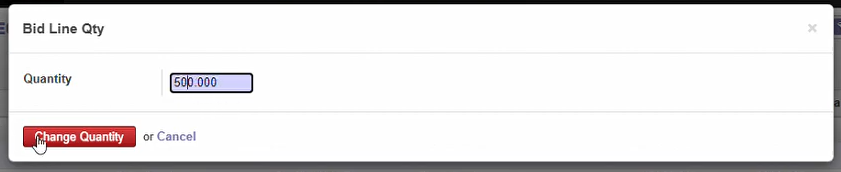 Bid Line Qty
Quantity 500.000
Change Quantity or Cancel